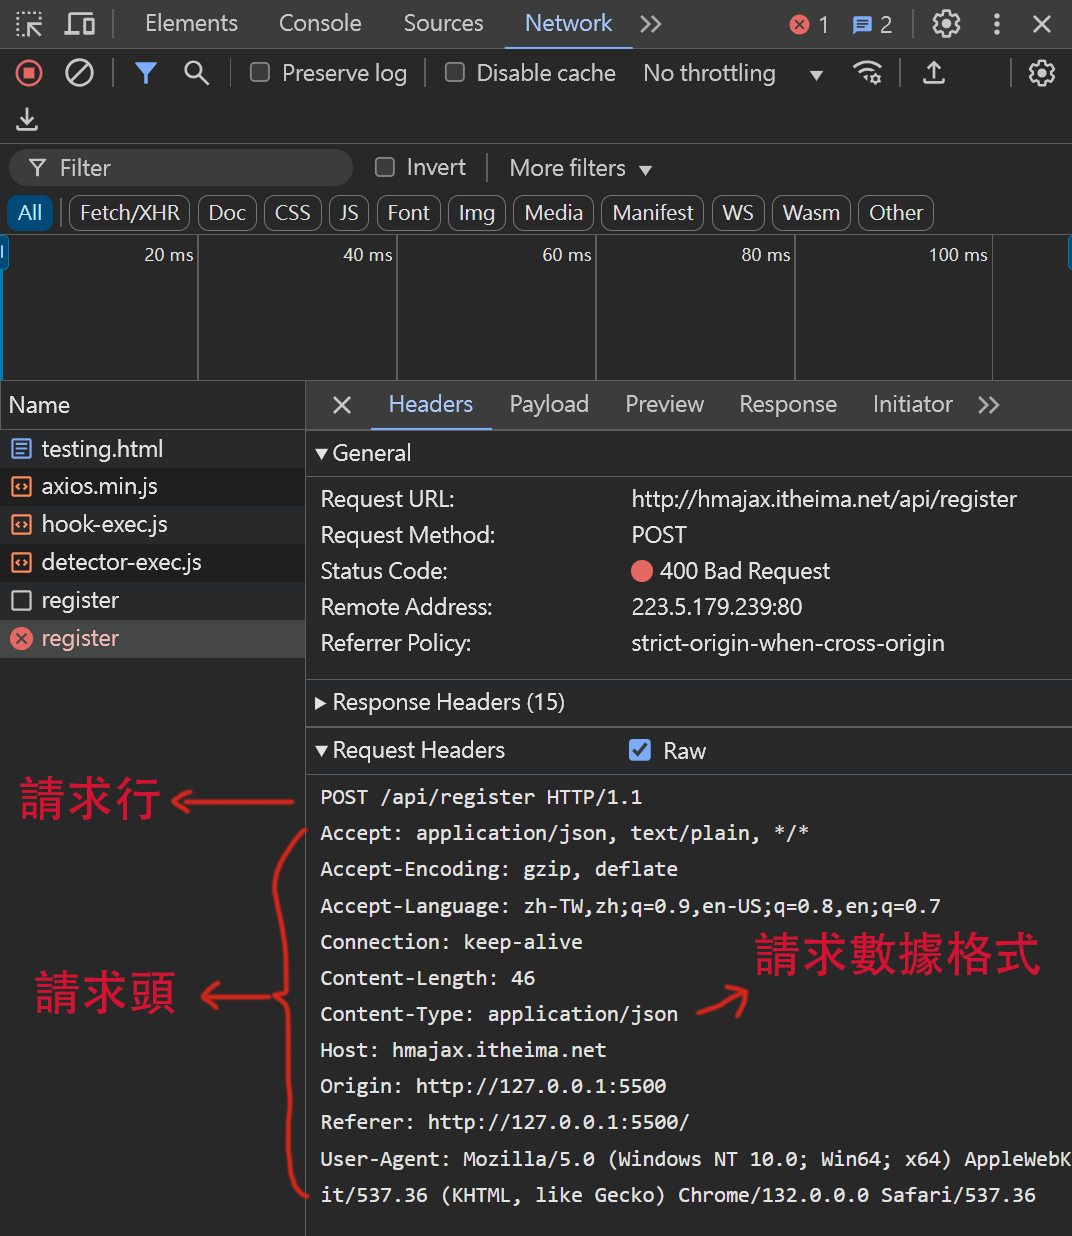 Elements Console Sources Network 1 2
Preserve log Disable cache No throttling
Filter Invert More filters
All Fetch/XHR Doc CSS JS Font Img Media Manifest WS Wasm Other
20 ms 40 ms 60 ms 80 ms 100 ms
Name
testing.html
axios.min.js
hook-exec.js
detector-exec.js
register
register
Headers Payload Preview Response Initiator
General
Request URL: http://hmajax.itheima.net/api/register
Request Method: POST
Status Code: 400 Bad Request
Remote Address: 223.5.179.239:80
Referrer Policy: strict-origin-when-cross-origin
Response Headers (15)
Request Headers Raw
請求行
POST /api/register HTTP/1.1
Accept: application/json, text/plain, */*
Accept-Encoding: gzip, deflate
Accept-Language: zh-TW,zh;q=0.9,en-US;q=0.8,en;q=0.7
Connection: keep-alive
請求數據格式
請求頭
Content-Length: 46
Content-Type: application/json
Host: hmajax.itheima.net
Origin: http://127.0.0.1:5500
Referer: http://127.0.0.1:5500/
User-Agent: Mozilla/5.0 (Windows NT 10.0; Win64; x64) AppleWebK
it/537.36 (KHTML, like Gecko) Chrome/132.0.0.0 Safari/537.36